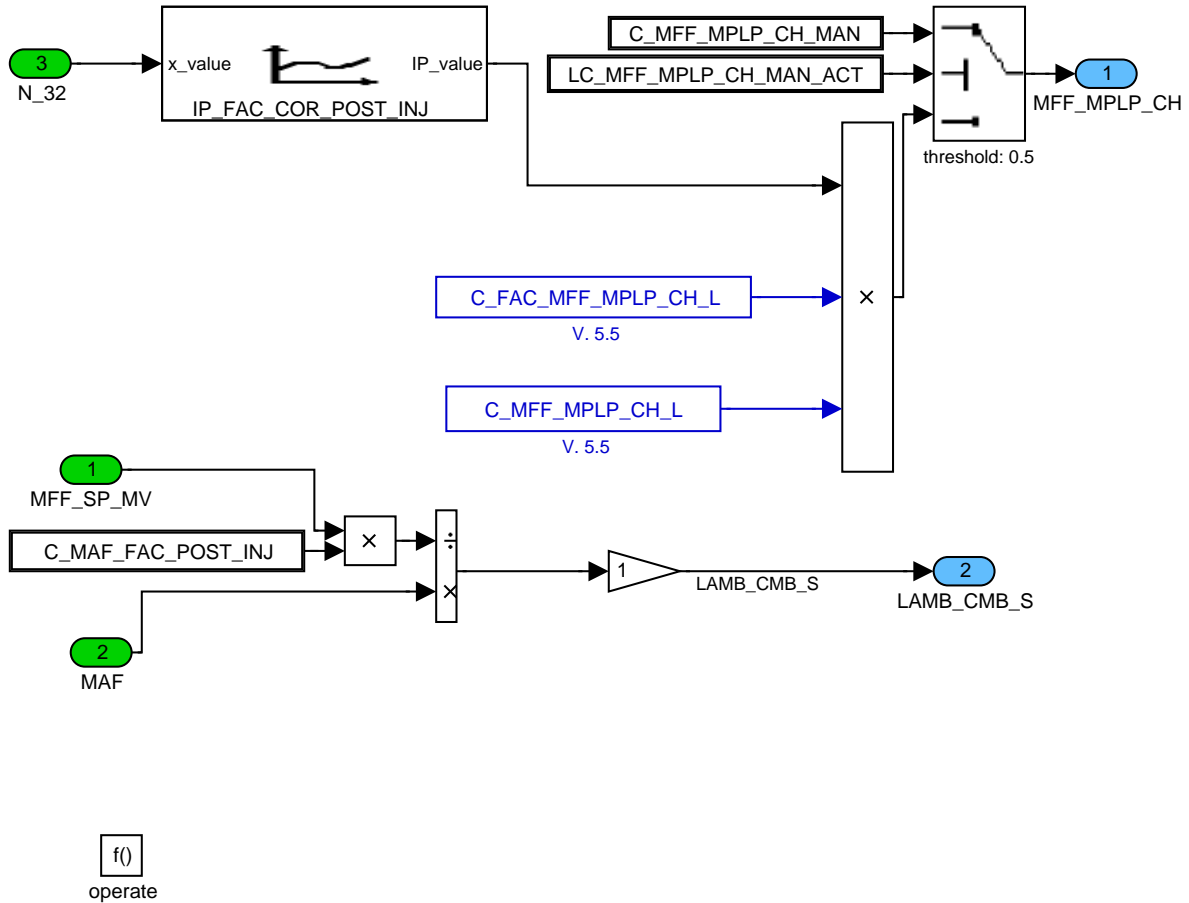 C_MFF_MPLP_CH_MAN
3
x_value
IP_value
LC_MFF_MPLP_CH_MAN_ACT
1
N_32
IP_FAC_COR_POST_INJ
MFF_MPLP_CH
threshold: 0.5
C_FAC_MFF_MPLP_CH_L
×
V. 5.5
C_MFF_MPLP_CH_L
V. 5.5
1
MFF_SP_MV
C_MAF_FAC_POST_INJ
×
÷
×
1
LAMB_CMB_S
2
LAMB_CMB_S
2
MAF
f()
operate